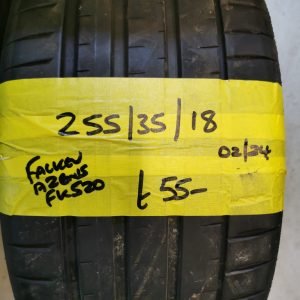 255/35/18
02/24
FALKEN
AZENIS
FK520
£55-